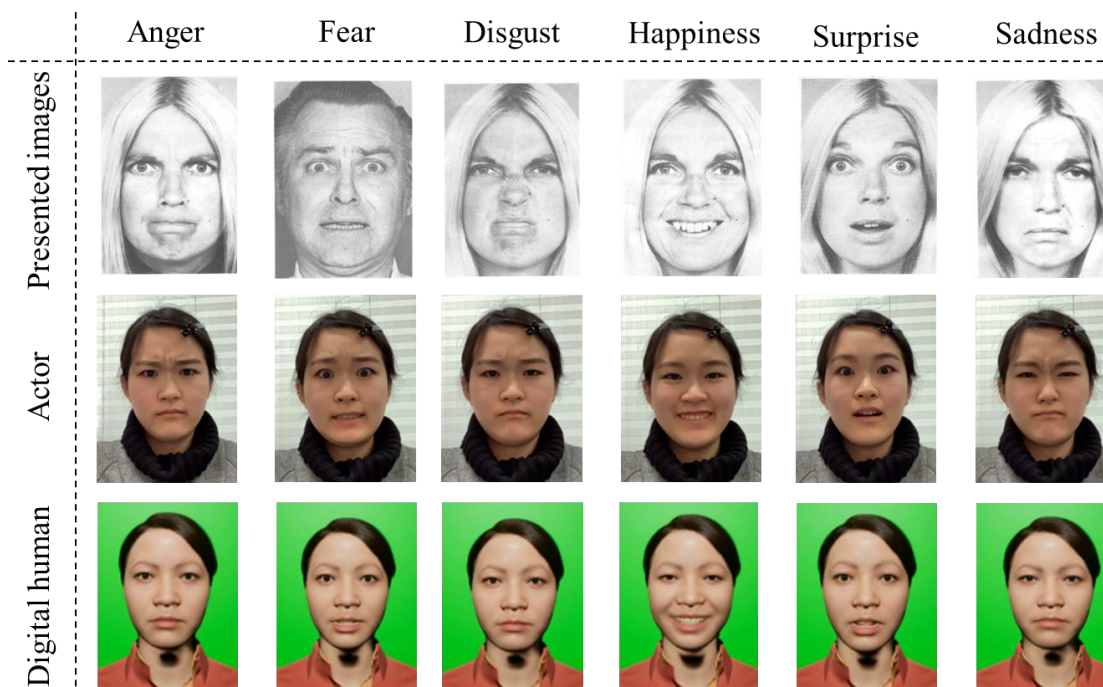 Anger Fear Disgust Happiness Surprise Sadness
Presented images
Actor
Digital human